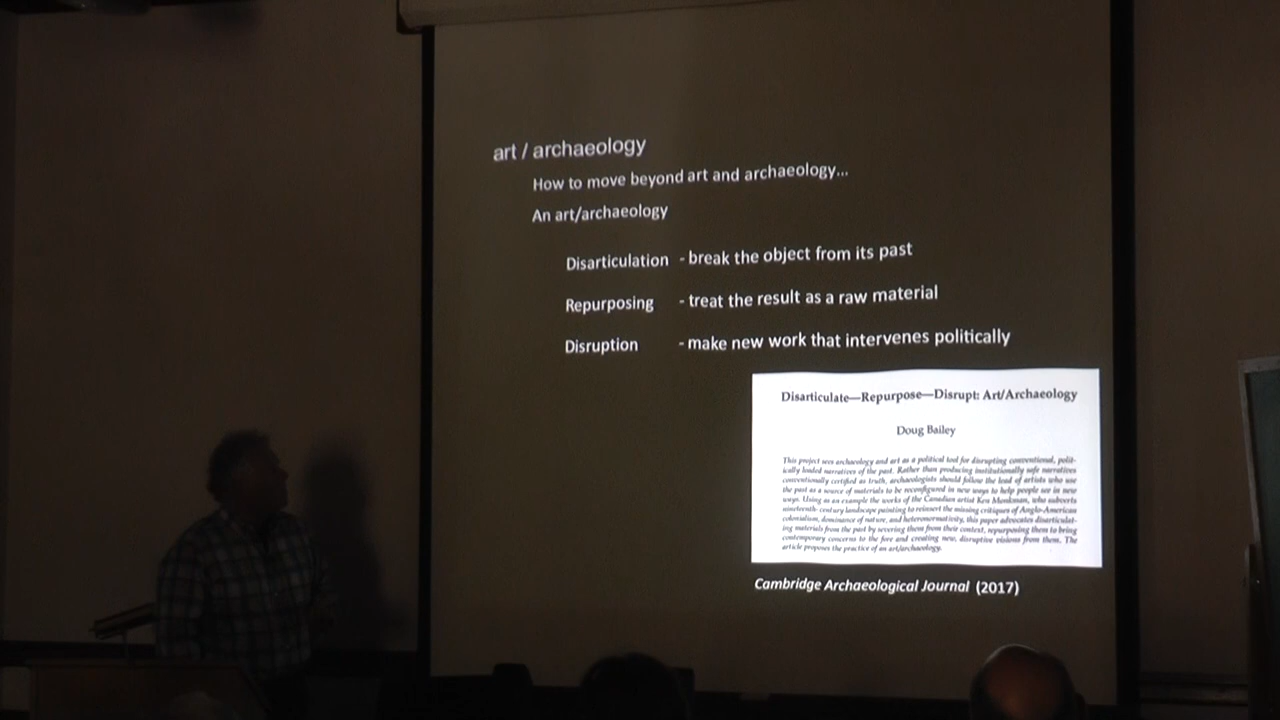 art / archaeology
How to move beyond art and archaeology...
An art/archaeology
Disarticulation - break the object from its past
Repurposing - treat the result as a raw material
Disruption - make new work that intervenes politically
Disarticulate—Repurpose—Disrupt: Art/Archaeology
Doug Bailey
This project sees archaeology and art as a political tool for disrupting conventional, polit-
ically loaded narratives of the past. Rather than producing institutionally safe narratives
conventionally certified as truth, archaeologists should follow the lead of artists who use
the past as a source of materials to be reconfigured in new ways to help people see in new
ways. Using as an example the works of the Canadian artist Ken Monkman, who subverts
nineteenth-century landscape painting to reinsert the missing critiques of Anglo-American
colonialism, dominance of nature, and heteronormativity, this paper advocates disarticulat-
ing materials from the past by severing them from their context, repurposing them to bring
contemporary concerns to the fore and creating new, disruptive visions from them. The
article proposes the practice of an art/archaeology.
Cambridge Archaeological Journal (2017)